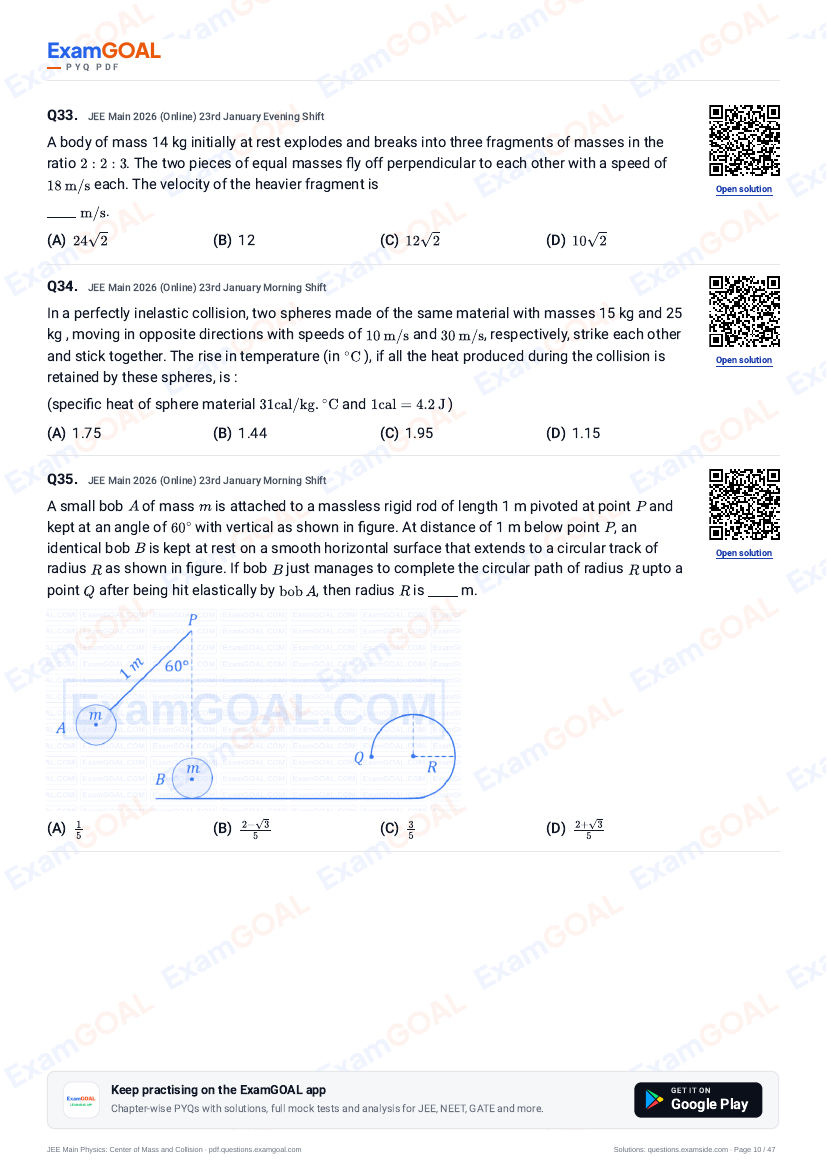 ExamGOAL
PYQ PDF
Q33. JEE Main 2026 (Online) 23rd January Evening Shift
A body of mass 14 kg initially at rest explodes and breaks into three fragments of masses in the
ratio 2 : 2 : 3. The two pieces of equal masses fly off perpendicular to each other with a speed of
18 m/s each. The velocity of the heavier fragment is
____ m/s.
(A) 24√2 (B) 12 (C) 12√2 (D) 10√2
Open solution
Q34. JEE Main 2026 (Online) 23rd January Morning Shift
In a perfectly inelastic collision, two spheres made of the same material with masses 15 kg and 25
kg , moving in opposite directions with speeds of 10 m/s and 30 m/s, respectively, strike each other
and stick together. The rise in temperature (in °C ), if all the heat produced during the collision is
retained by these spheres, is :
(specific heat of sphere material 31cal/kg. °C and 1cal = 4.2 J )
(A) 1.75 (B) 1.44 (C) 1.95 (D) 1.15
Open solution
Q35. JEE Main 2026 (Online) 23rd January Morning Shift
A small bob A of mass m is attached to a massless rigid rod of length 1 m pivoted at point P and
kept at an angle of 60° with vertical as shown in figure. At distance of 1 m below point P, an
identical bob B is kept at rest on a smooth horizontal surface that extends to a circular track of
radius R as shown in figure. If bob B just manages to complete the circular path of radius R upto a
point Q after being hit elastically by bob A, then radius R is ____ m.
Open solution
P
1 m
60°
A
m
ExamGOAL.COM
B
m
Q
R
(A) 1/5 (B) (2−√3)/5 (C) 3/5 (D) (2+√3)/5
Keep practising on the ExamGOAL app
Chapter-wise PYQs with solutions, full mock tests and analysis for JEE, NEET, GATE and more.
GET IT ON
Google Play
JEE Main Physics: Center of Mass and Collision · pdf.questions.examgoal.com
Solutions: questions.examside.com · Page 10 / 47